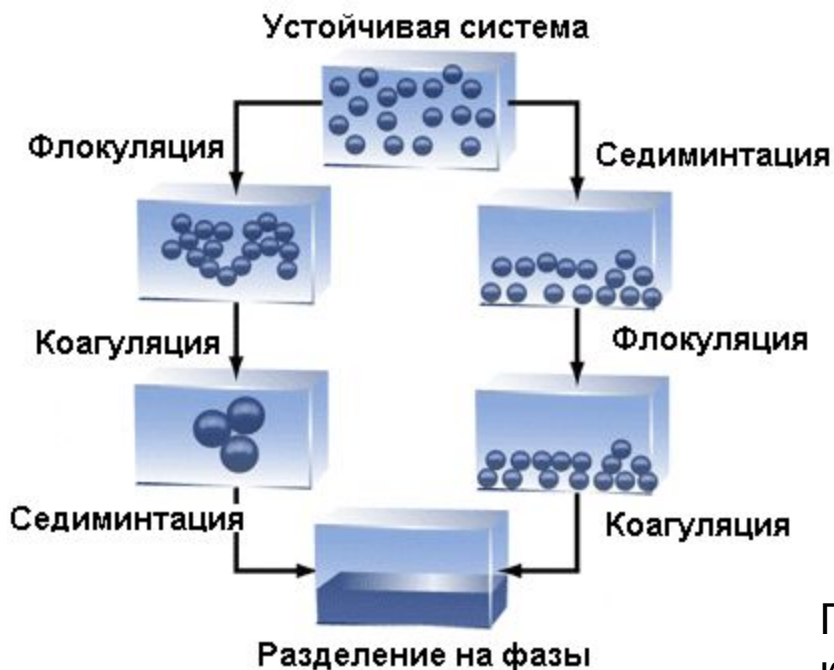 Устойчивая система
Флокуляция
Седиминтация
Коагуляция
Флокуляция
Седиминтация
Коагуляция
Разделение на фазы